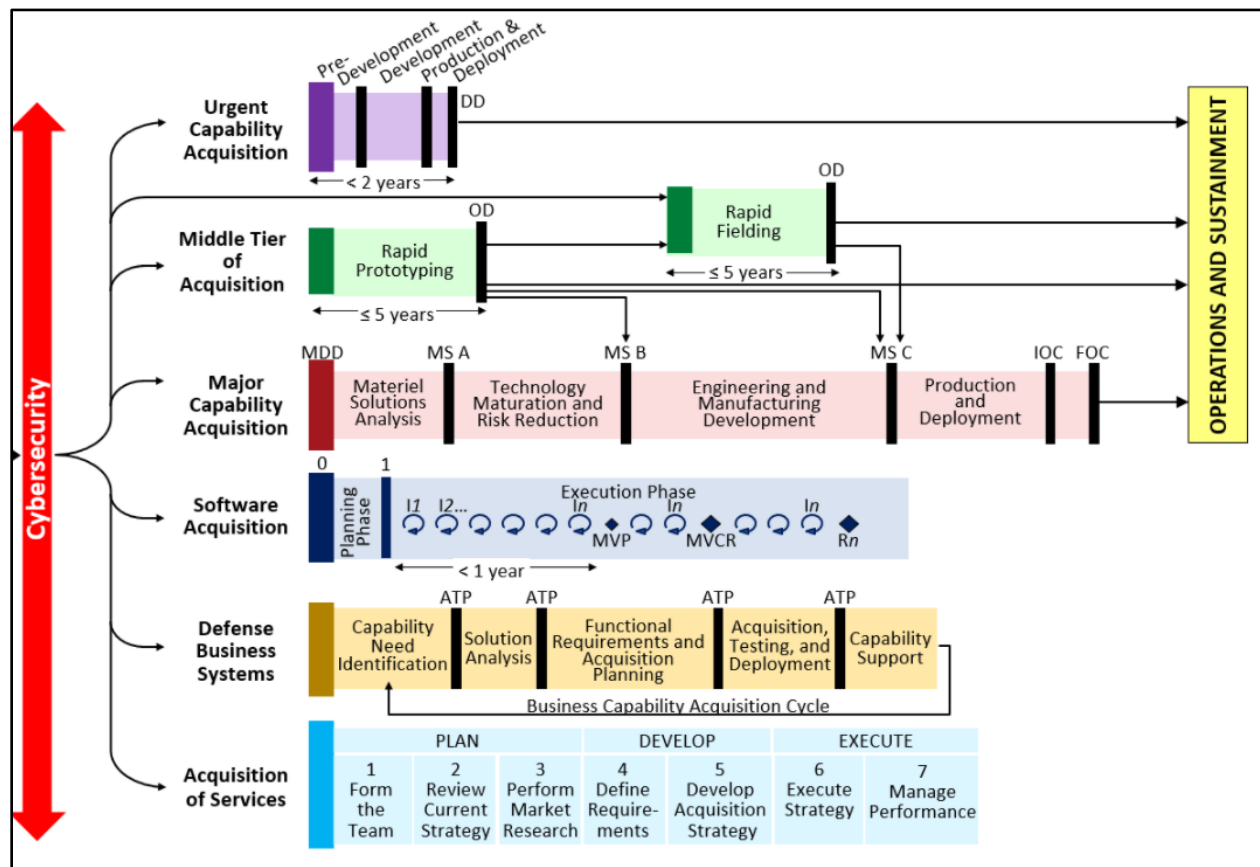 Pre-
Development
Development
Production &
Deployment
Urgent
Capability
Acquisition
DD
< 2 years
Middle Tier
of
Acquisition
Rapid
Prototyping
OD
≤ 5 years
Rapid
Fielding
OD
≤ 5 years
Major
Capability
Acquisition
MDD
MS A
MS B
MS C
IOC
FOC
Materiel
Solutions
Analysis
Technology
Maturation and
Risk Reduction
Engineering and
Manufacturing
Development
Production
and
Deployment
Software
Acquisition
0
1
Planning
Phase
Execution Phase
I1
I2...
In
In
In
MVP
MVCR
Rn
< 1 year
Defense
Business
Systems
ATP
ATP
ATP
ATP
Capability
Need
Identification
Solution
Analysis
Functional
Requirements and
Acquisition
Planning
Acquisition,
Testing, and
Deployment
Capability
Support
Business Capability Acquisition Cycle
Acquisition
of Services
PLAN
DEVELOP
EXECUTE
1
Form
the
Team
2
Review
Current
Strategy
3
Perform
Market
Research
4
Define
Require-
ments
5
Develop
Acquisition
Strategy
6
Execute
Strategy
7
Manage
Performance
Cybersecurity
OPERATIONS AND SUSTAINMENT